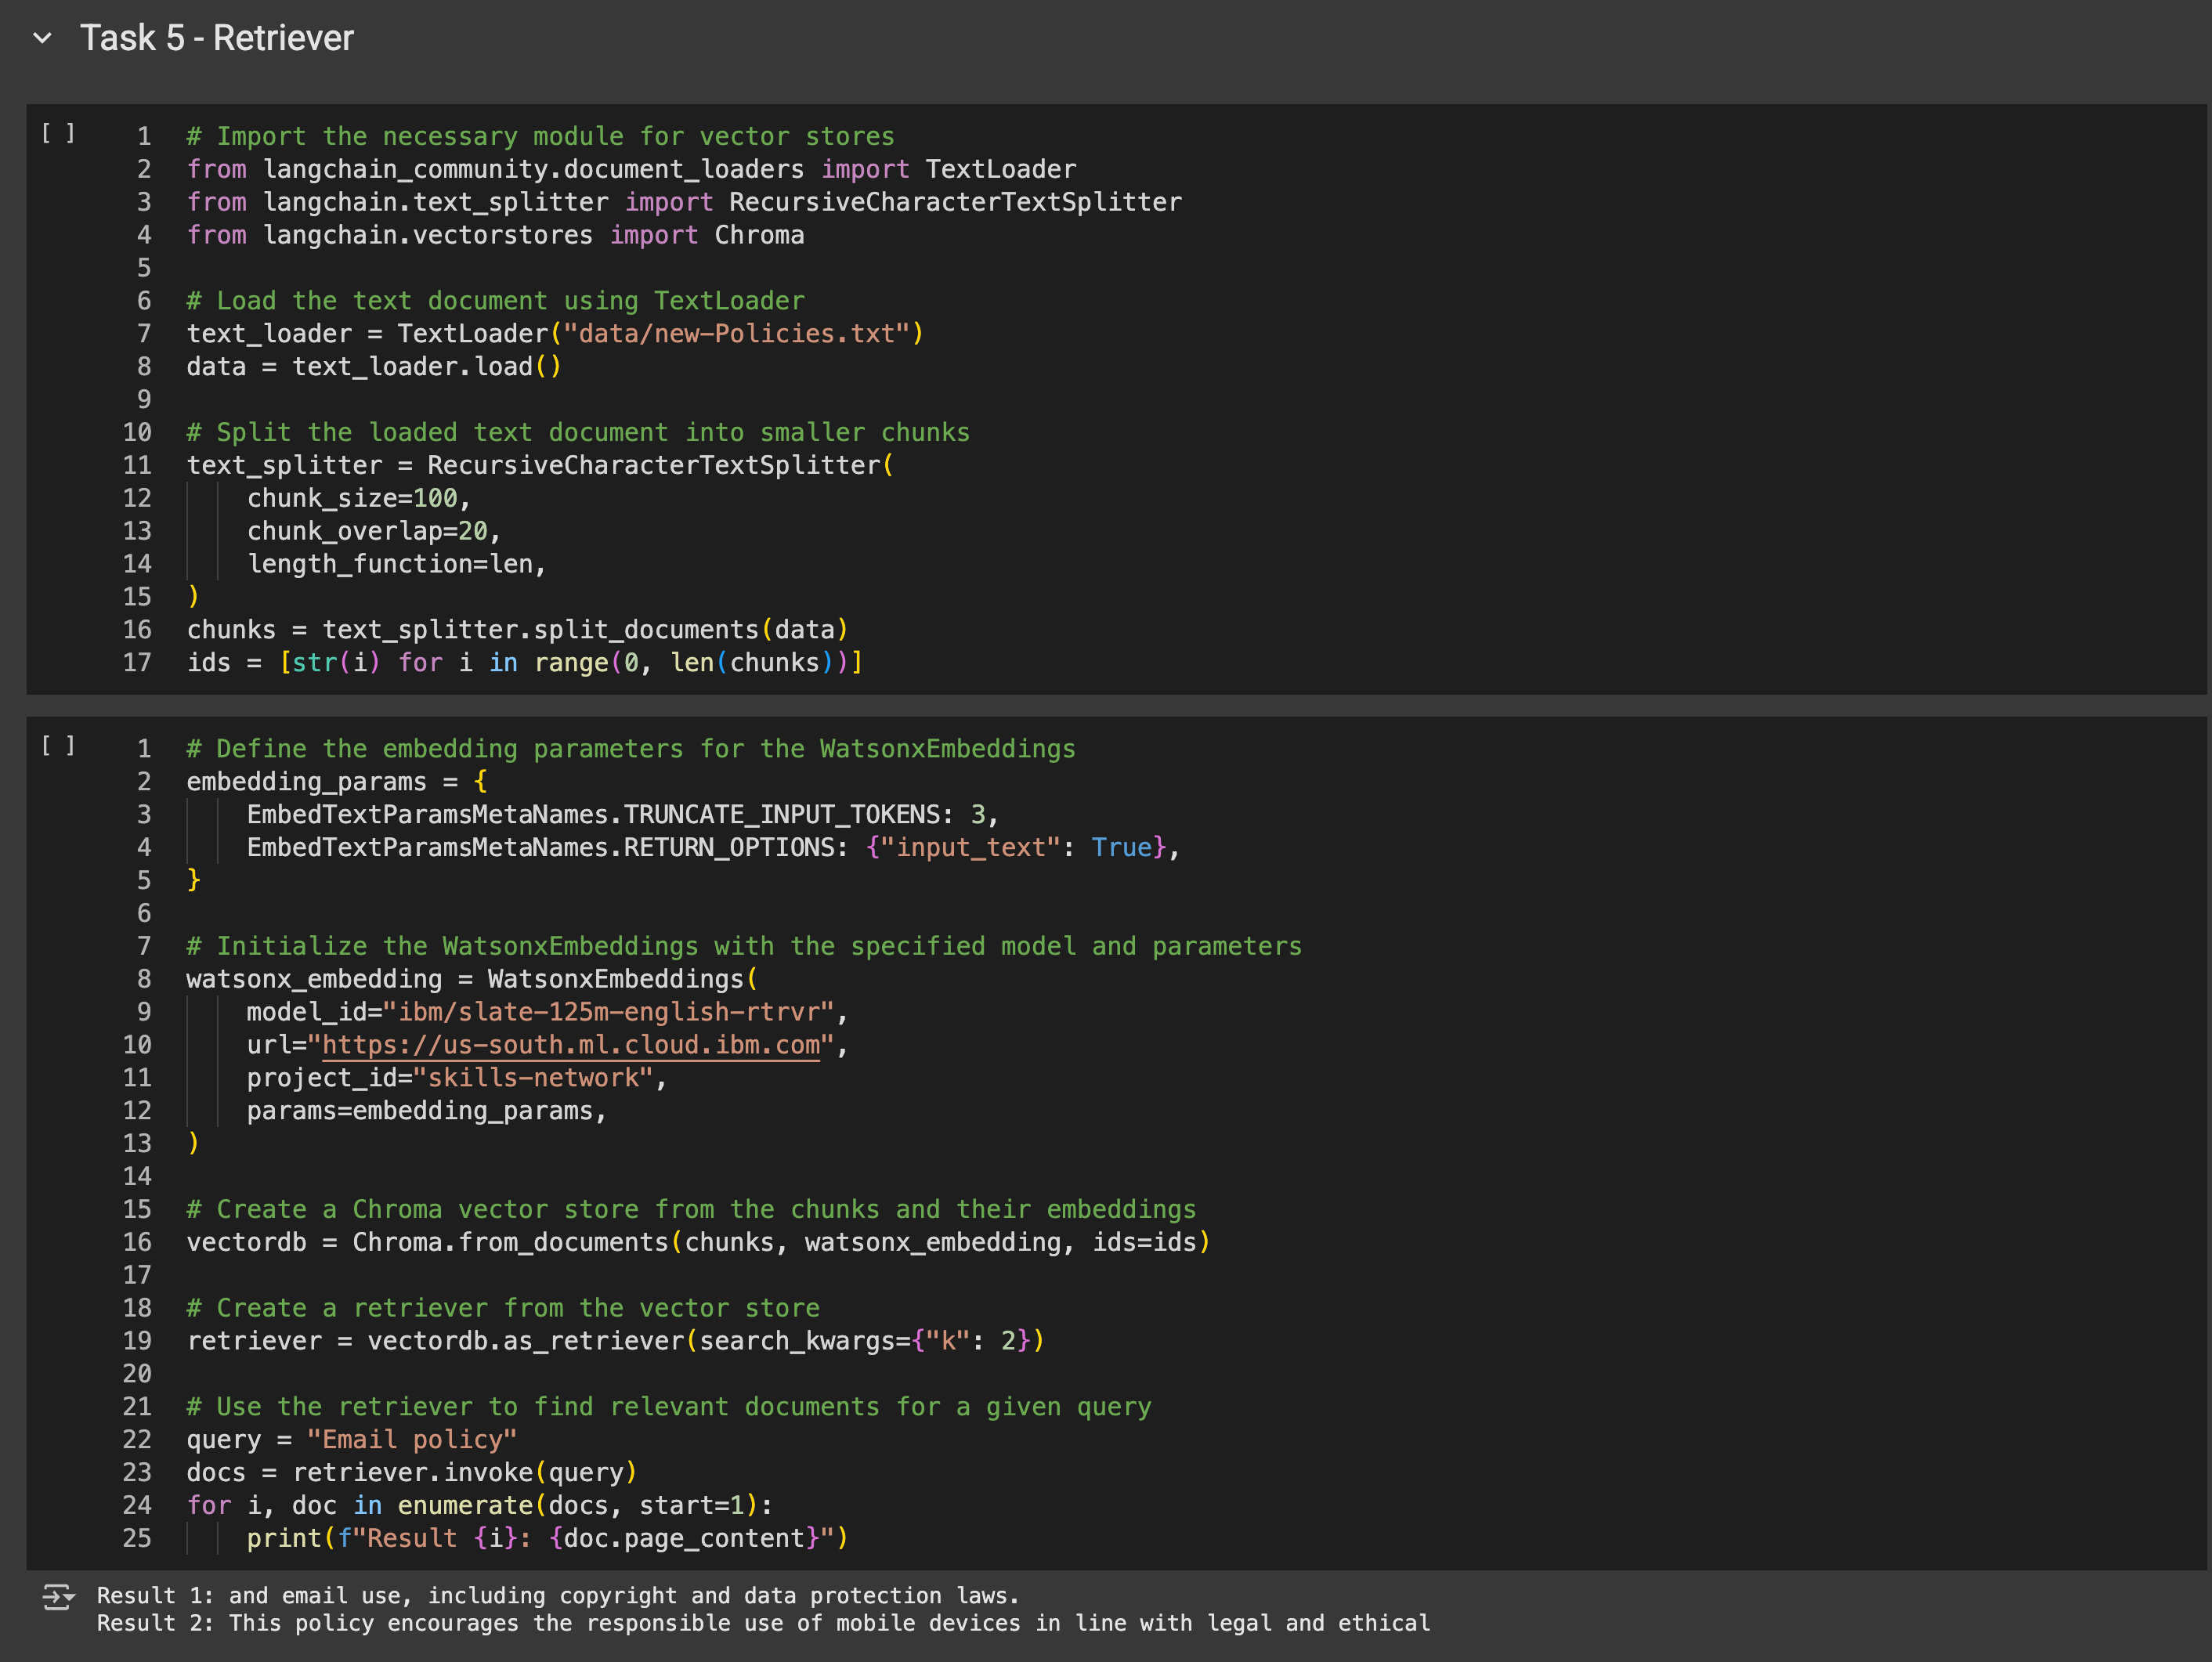 Task 5 - Retriever
[ ]
1 # Import the necessary module for vector stores
2 from langchain_community.document_loaders import TextLoader
3 from langchain.text_splitter import RecursiveCharacterTextSplitter
4 from langchain.vectorstores import Chroma
5
6 # Load the text document using TextLoader
7 text_loader = TextLoader("data/new-Policies.txt")
8 data = text_loader.load()
9
10 # Split the loaded text document into smaller chunks
11 text_splitter = RecursiveCharacterTextSplitter(
12     chunk_size=100,
13     chunk_overlap=20,
14     length_function=len,
15 )
16 chunks = text_splitter.split_documents(data)
17 ids = [str(i) for i in range(0, len(chunks))]
[ ]
1 # Define the embedding parameters for the WatsonxEmbeddings
2 embedding_params = {
3     EmbedTextParamsMetaNames.TRUNCATE_INPUT_TOKENS: 3,
4     EmbedTextParamsMetaNames.RETURN_OPTIONS: {"input_text": True},
5 }
6
7 # Initialize the WatsonxEmbeddings with the specified model and parameters
8 watsonx_embedding = WatsonxEmbeddings(
9     model_id="ibm/slate-125m-english-rtrvr",
10     url="https://us-south.ml.cloud.ibm.com",
11     project_id="skills-network",
12     params=embedding_params,
13 )
14
15 # Create a Chroma vector store from the chunks and their embeddings
16 vectordb = Chroma.from_documents(chunks, watsonx_embedding, ids=ids)
17
18 # Create a retriever from the vector store
19 retriever = vectordb.as_retriever(search_kwargs={"k": 2})
20
21 # Use the retriever to find relevant documents for a given query
22 query = "Email policy"
23 docs = retriever.invoke(query)
24 for i, doc in enumerate(docs, start=1):
25     print(f"Result {i}: {doc.page_content}")
Result 1: and email use, including copyright and data protection laws.
Result 2: This policy encourages the responsible use of mobile devices in line with legal and ethical